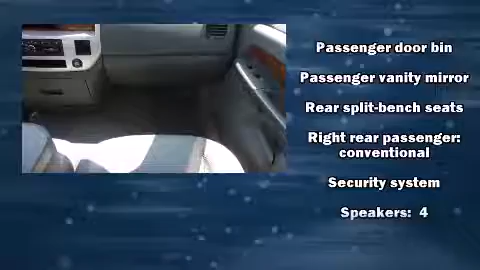 Passenger door bin
Passenger vanity mirror
Rear split-bench seats
Right rear passenger:
conventional
Security system
Speakers: 4